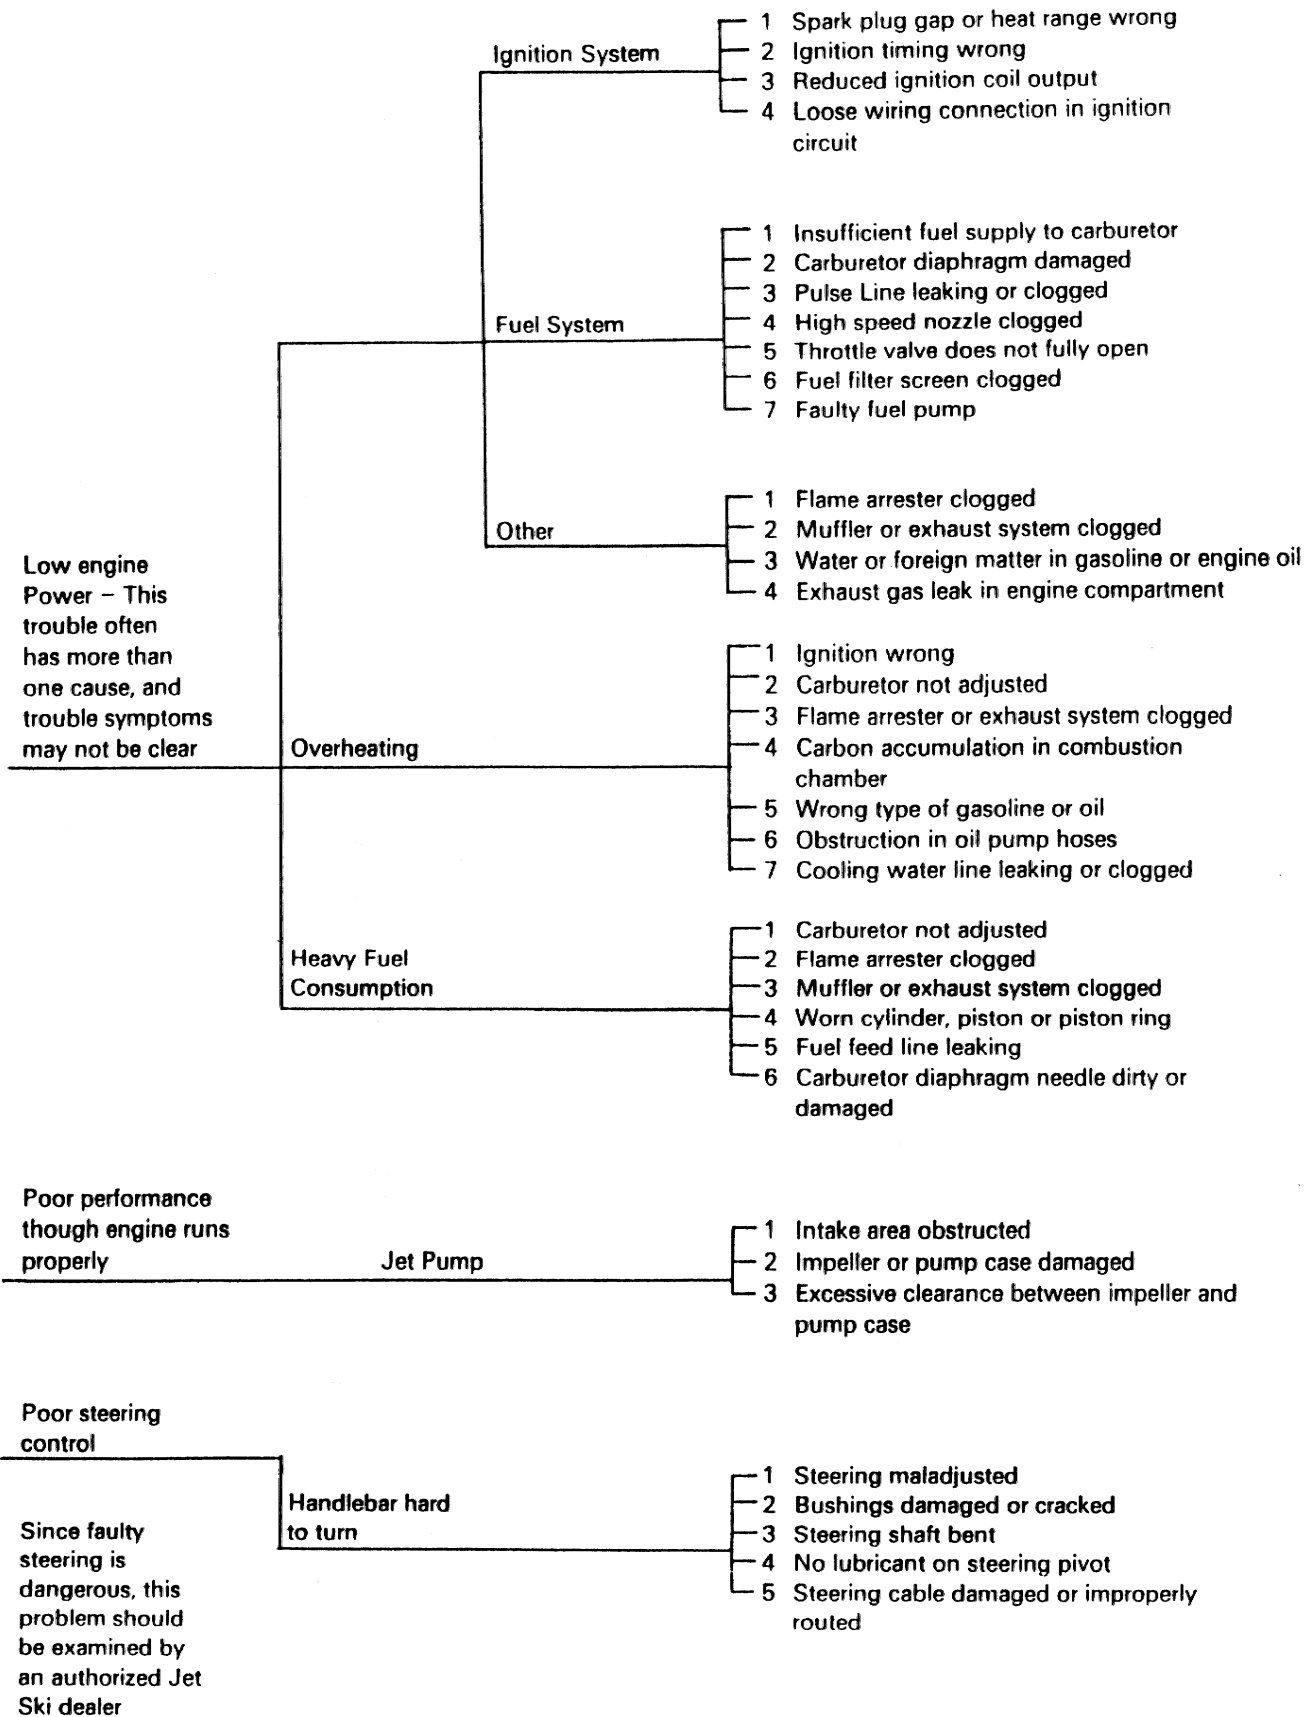 Ignition System
1 Spark plug gap or heat range wrong
2 Ignition timing wrong
3 Reduced ignition coil output
4 Loose wiring connection in ignition
circuit
Fuel System
1 Insufficient fuel supply to carburetor
2 Carburetor diaphragm damaged
3 Pulse Line leaking or clogged
4 High speed nozzle clogged
5 Throttle valve does not fully open
6 Fuel filter screen clogged
7 Faulty fuel pump
Other
1 Flame arrester clogged
2 Muffler or exhaust system clogged
3 Water or foreign matter in gasoline or engine oil
4 Exhaust gas leak in engine compartment
Low engine
Power – This
trouble often
has more than
one cause, and
trouble symptoms
may not be clear
Overheating
1 Ignition wrong
2 Carburetor not adjusted
3 Flame arrester or exhaust system clogged
4 Carbon accumulation in combustion
chamber
5 Wrong type of gasoline or oil
6 Obstruction in oil pump hoses
7 Cooling water line leaking or clogged
Heavy Fuel
Consumption
1 Carburetor not adjusted
2 Flame arrester clogged
3 Muffler or exhaust system clogged
4 Worn cylinder, piston or piston ring
5 Fuel feed line leaking
6 Carburetor diaphragm needle dirty or
damaged
Poor performance
though engine runs
properly
Jet Pump
1 Intake area obstructed
2 Impeller or pump case damaged
3 Excessive clearance between impeller and
pump case
Poor steering
control
Handlebar hard
to turn
1 Steering maladjusted
2 Bushings damaged or cracked
3 Steering shaft bent
4 No lubricant on steering pivot
5 Steering cable damaged or improperly
routed
Since faulty
steering is
dangerous, this
problem should
be examined by
an authorized Jet
Ski dealer